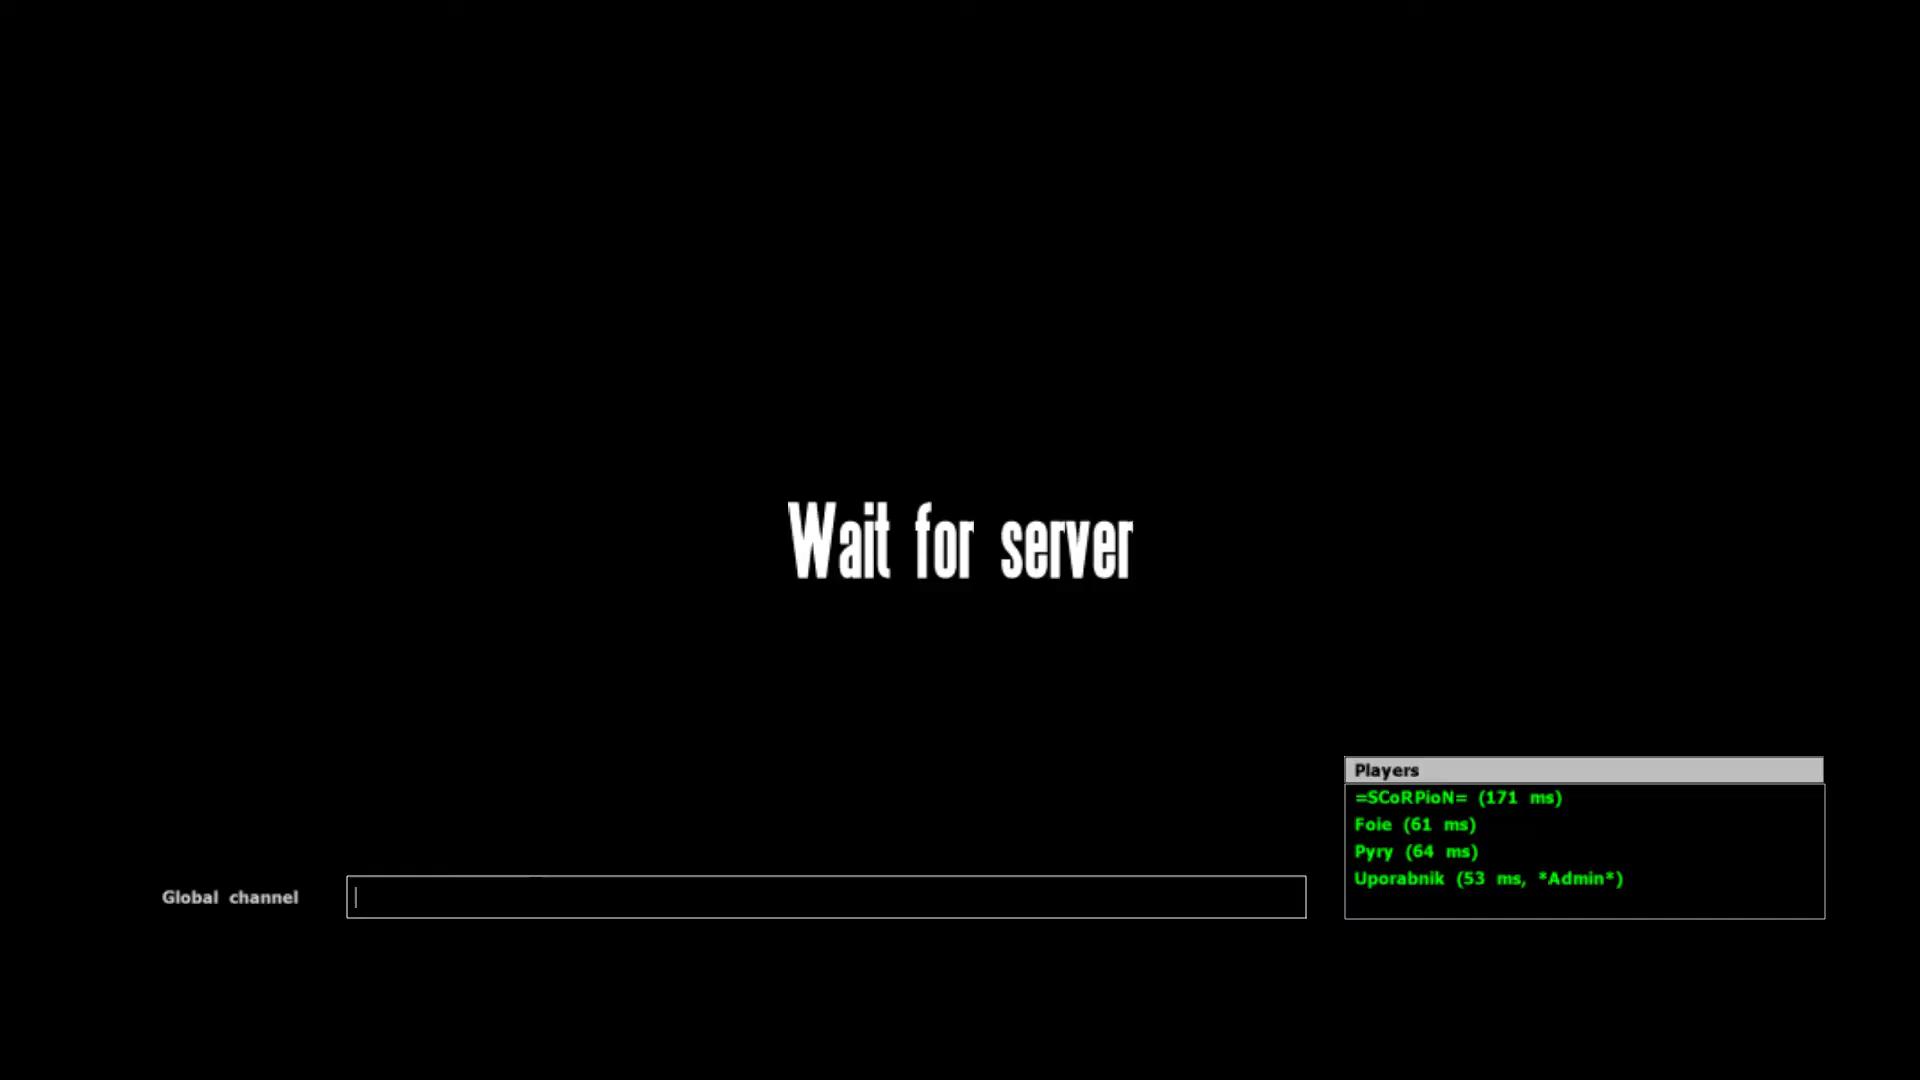 Wait for server
Players
=SCoRPioN= (171 ms)
Foie (61 ms)
Pyry (64 ms)
Uporabnik (53 ms, *Admin*)
Global channel